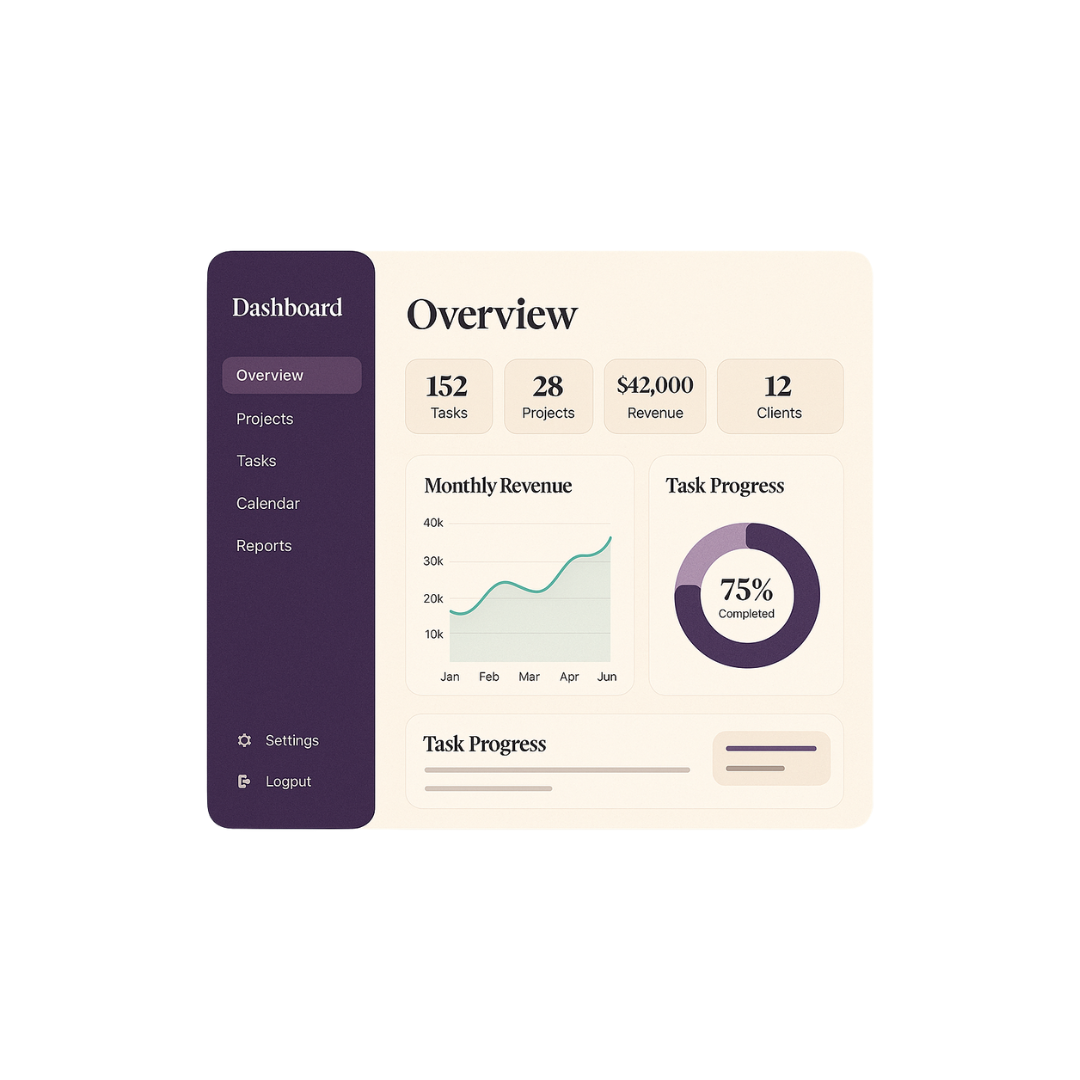 Dashboard
Overview
Projects
Tasks
Calendar
Reports
Settings
Logput
Overview
152
Tasks
28
Projects
$42,000
Revenue
12
Clients
Monthly Revenue
40k
30k
20k
10k
Jan Feb Mar Apr Jun
Task Progress
75%
Completed
Task Progress